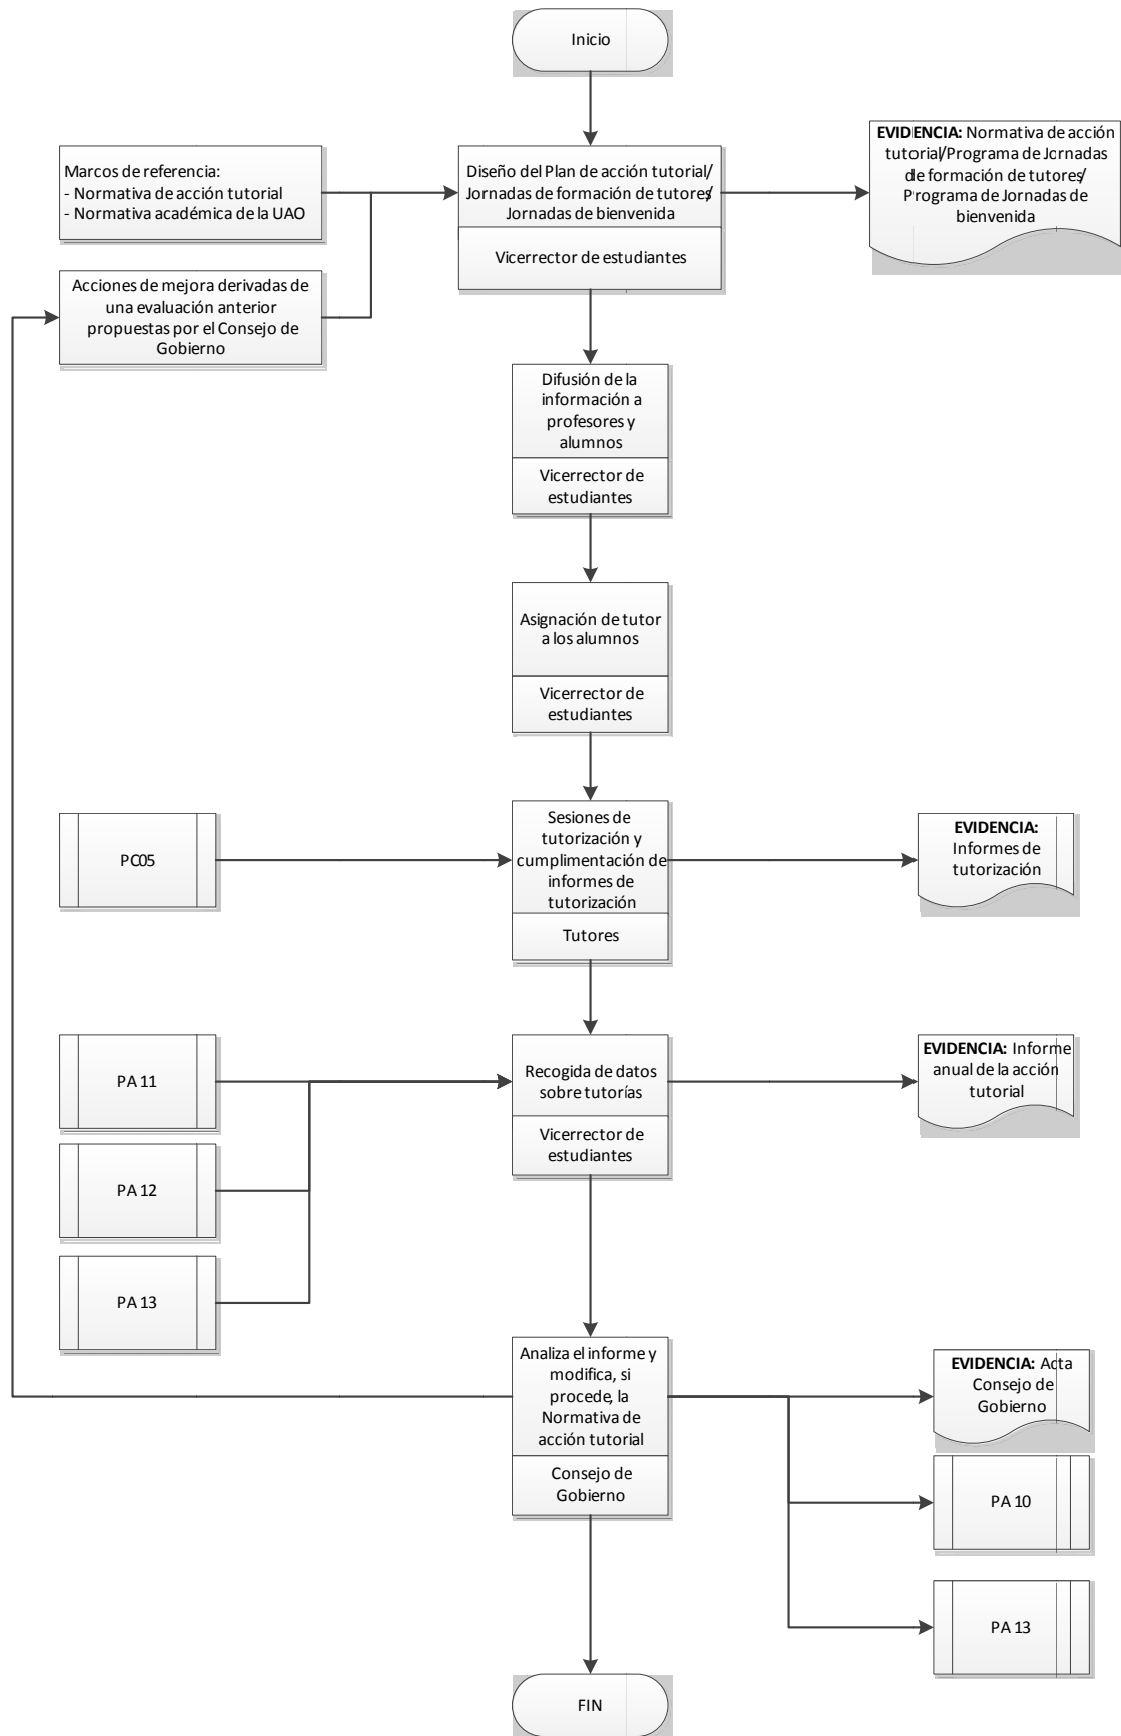 Inicio
Marcos de referencia:
- Normativa de acción tutorial
- Normativa académica de la UAO
Diseño del Plan de acción tutorial/
Jornadas de formación de tutores/
Jornadas de bienvenida
Vicerrector de estudiantes
EVIDENCIA: Normativa de acción
tutorial/Programa de Jornadas
de formación de tutores/
Programa de Jornadas de
bienvenida
Acciones de mejora derivadas de
una evaluación anterior
propuestas por el Consejo de
Gobierno
Difusión de la
información a
profesores y
alumnos
Vicerrector de
estudiantes
Asignación de tutor
a los alumnos
Vicerrector de
estudiantes
PC05
Sesiones de
tutorización y
cumplimentación de
informes de
tutorización
Tutores
EVIDENCIA:
Informes de
tutorización
PA 11
PA 12
PA 13
Recogida de datos
sobre tutorías
Vicerrector de
estudiantes
EVIDENCIA: Informe
anual de la acción
tutorial
Analiza el informe y
modifica, si
procede, la
Normativa de
acción tutorial
Consejo de
Gobierno
EVIDENCIA: Acta
Consejo de
Gobierno
PA 10
PA 13
FIN